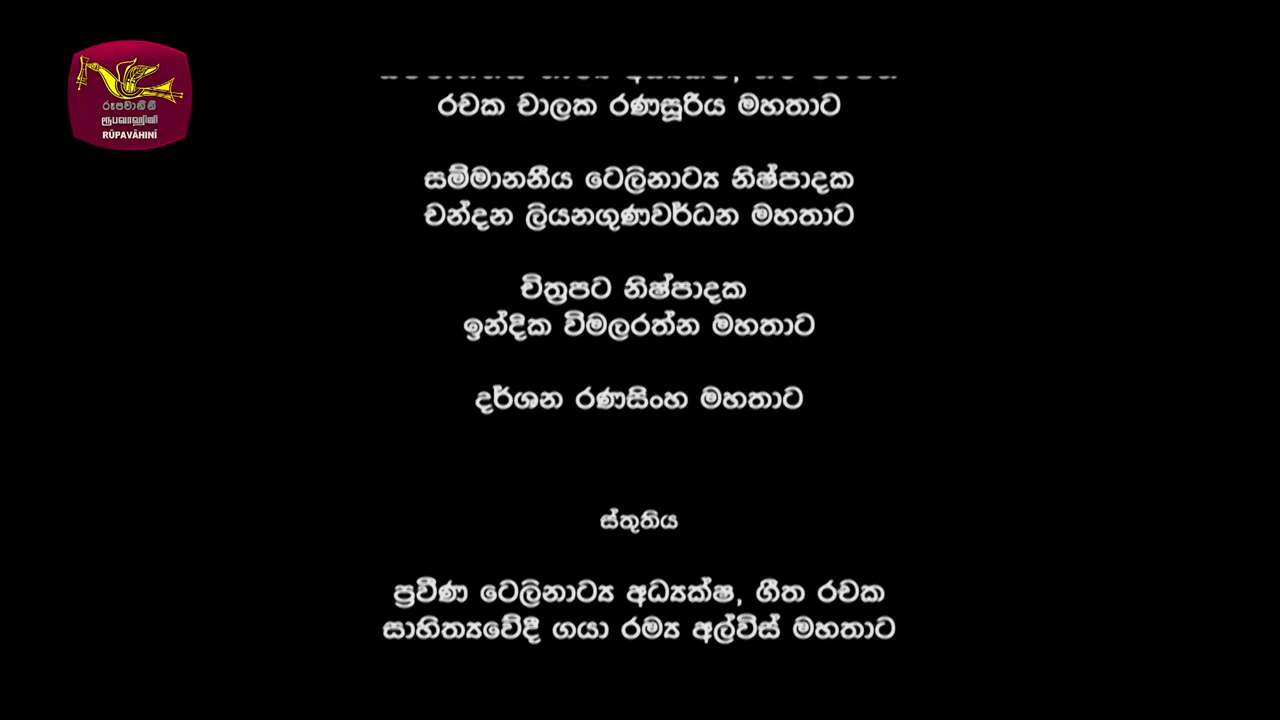 රූපවාහිනී
ரூபவாஹினி
RŪPAVĀHINĪ
රචක චාලක රණසූරිය මහතාට
සම්මානනීය ටෙලිනාට්‍ය නිෂ්පාදක
චන්දන ලියනගුණවර්ධන මහතාට
චිත්‍රපට නිෂ්පාදක
ඉන්දික විමලරත්න මහතාට
දර්ශන රණසිංහ මහතාට
ස්තුතිය
ප්‍රවීණ ටෙලිනාට්‍ය අධ්‍යක්ෂ, ගීත රචක
සාහිත්‍යවේදී ගයා රම්‍ය අල්විස් මහතාට